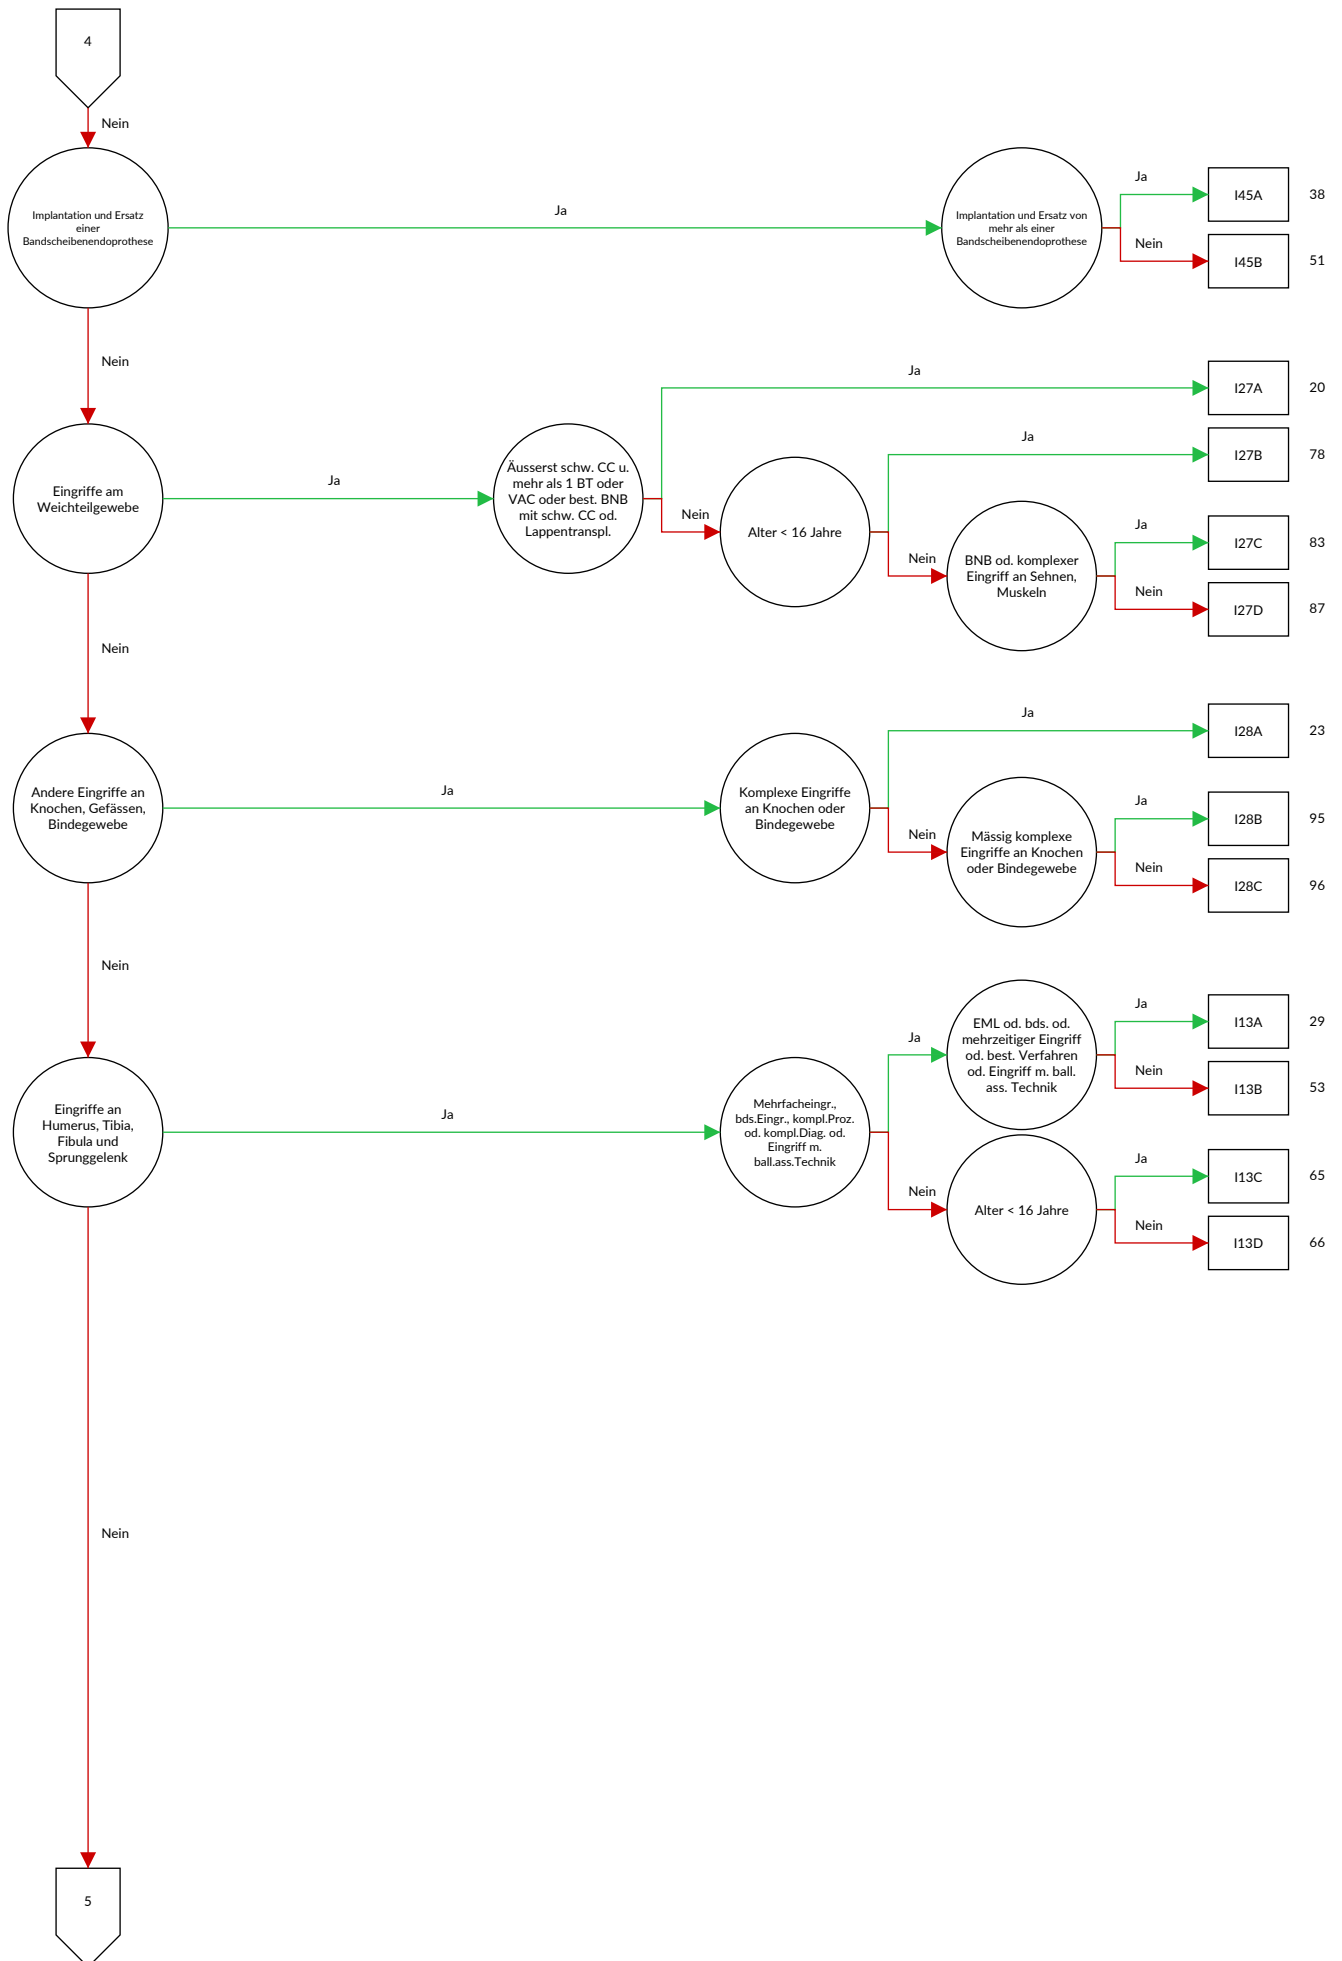 4
Nein
Implantation und Ersatz
einer
Bandscheibenendoprothese
Ja
Implantation und Ersatz von
mehr als einer
Bandscheibenendoprothese
Ja
I45A 38
Nein
I45B 51
Nein
Eingriffe am
Weichteilgewebe
Ja
Äusserst schw. CC u.
mehr als 1 BT oder
VAC oder best. BNB
mit schw. CC od.
Lappentranspl.
Ja
I27A 20
Nein
Alter < 16 Jahre
Ja
I27B 78
Nein
BNB od. komplexer
Eingriff an Sehnen,
Muskeln
Ja
I27C 83
Nein
I27D 87
Nein
Andere Eingriffe an
Knochen, Gefässen,
Bindegewebe
Ja
Komplexe Eingriffe
an Knochen oder
Bindegewebe
Ja
I28A 23
Nein
Mässig komplexe
Eingriffe an Knochen
oder Bindegewebe
Ja
I28B 95
Nein
I28C 96
Nein
Eingriffe an
Humerus, Tibia,
Fibula und
Sprunggelenk
Ja
Mehrfacheingr.,
bds.Eingr., kompl.Proz.
od. kompl.Diag. od.
Eingriff m.
ball.ass.Technik
Ja
EML od. bds. od.
mehrzeitiger Eingriff
od. best. Verfahren
od. Eingriff m. ball.
ass. Technik
Ja
I13A 29
Nein
I13B 53
Nein
Alter < 16 Jahre
Ja
I13C 65
Nein
I13D 66
Nein
5